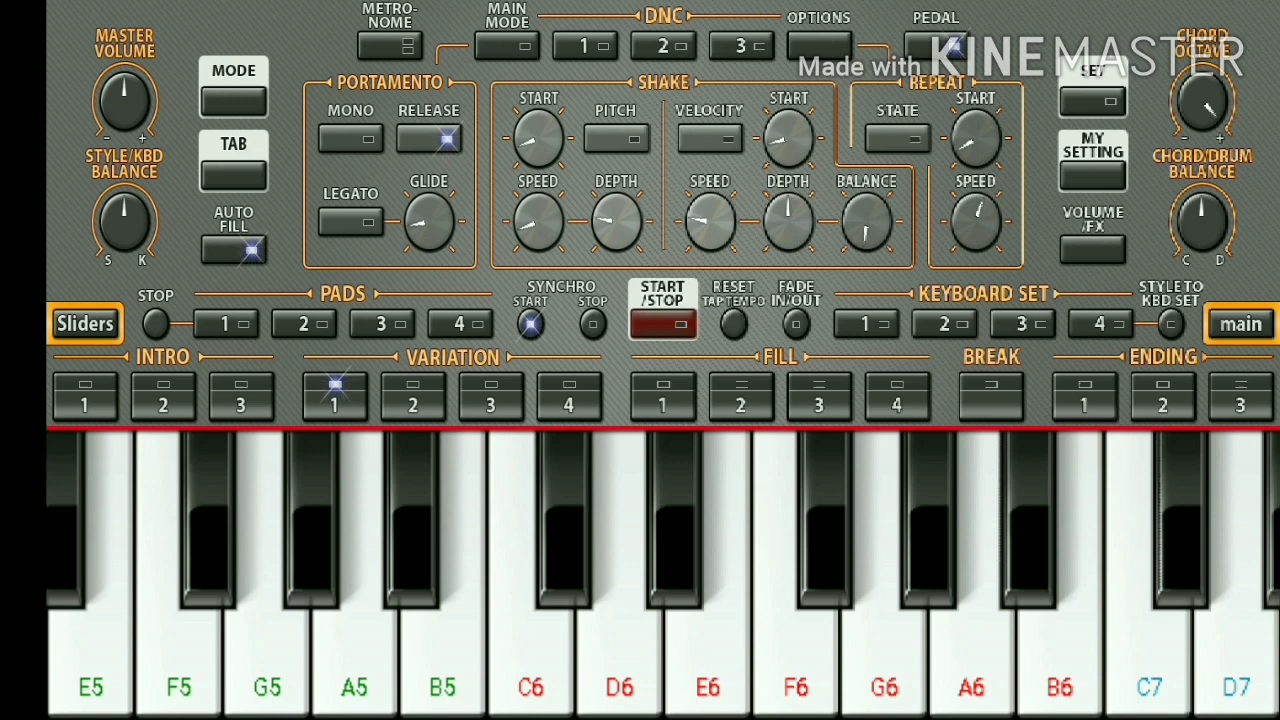 METRO-
NOME
MAIN
MODE
DNC
OPTIONS
PEDAL
1 2 3
Made with KINEMASTER
MASTER
VOLUME
- +
MODE
PORTAMENTO
SHAKE
REPEAT
SET
CHORD
OCTAVE
+
MONO RELEASE
START PITCH VELOCITY START
STATE START
TAB
MY
SETTING
STYLE/KBD
BALANCE
CHORD/DRUM
BALANCE
LEGATO GLIDE
SPEED DEPTH SPEED DEPTH BALANCE
SPEED
AUTO
FILL
VOLUME
/FX
S K
C D
Sliders
STOP
PADS
1 2 3 4
SYNCHRO
START STOP
START
/STOP
RESET
TAP TEMPO
FADE
IN/OUT
KEYBOARD SET
1 2 3 4
STYLE TO
KBD SET
main
INTRO VARIATION FILL BREAK ENDING
1 2 3 1 2 3 4 1 2 3 4 1 2 3
E5 F5 G5 A5 B5 C6 D6 E6 F6 G6 A6 B6 C7 D7